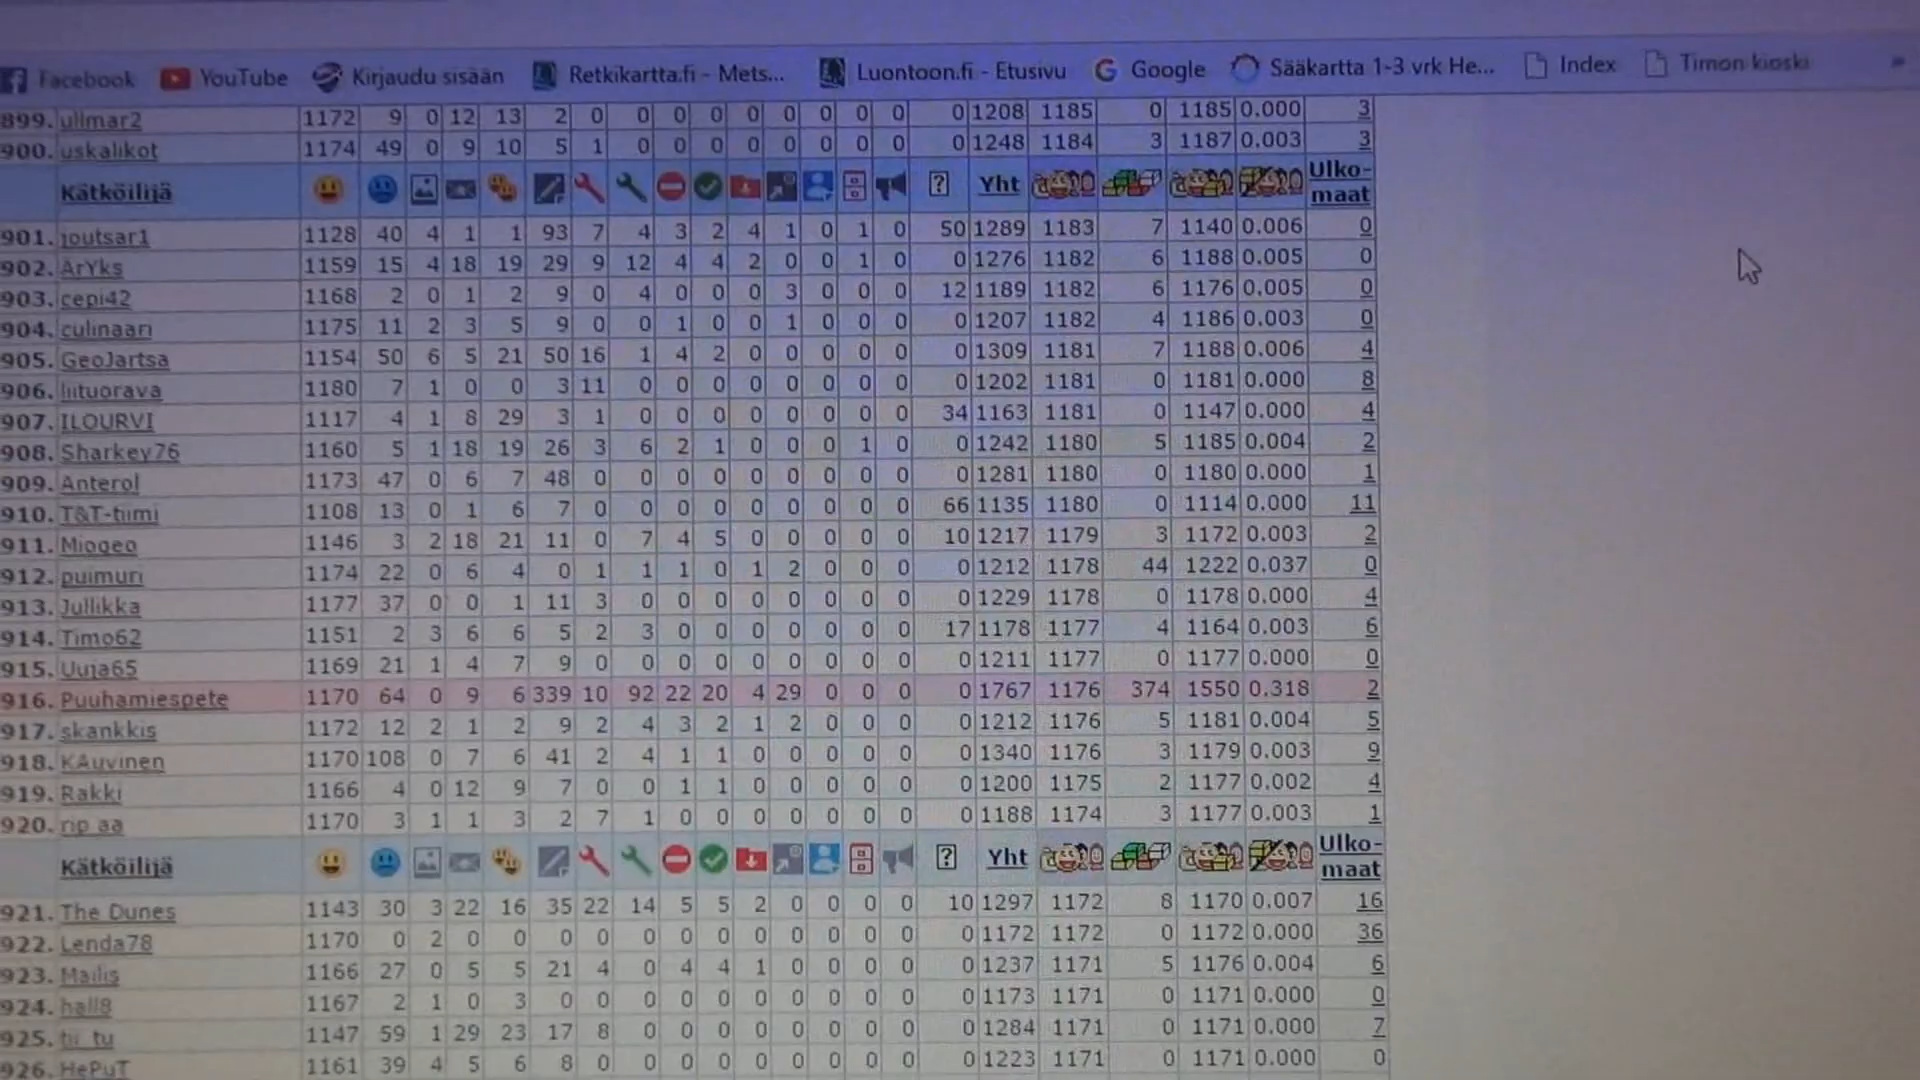 Facebook YouTube Kirjaudu sisään Retkikartta.fi - Mets... Luontoon.fi - Etusivu Google Sääkartta 1-3 vrk He... Index Timon kioski »
899. ullmar2 1172 9 0 12 13 2 0 0 0 0 0 0 0 0 0 0 1208 1185 0 1185 0.000 3
900. uskalikot 1174 49 0 9 10 5 1 0 0 0 0 0 0 0 0 0 1248 1184 3 1187 0.003 3
Kätköilijä ? Yht Ulko-
maat
901. joutsar1 1128 40 4 1 1 93 7 4 3 2 4 1 0 1 0 50 1289 1183 7 1140 0.006 0
902. ÄrYks 1159 15 4 18 19 29 9 12 4 4 2 0 0 1 0 0 1276 1182 6 1188 0.005 0
903. cepi42 1168 2 0 1 2 9 0 4 0 0 0 3 0 0 0 12 1189 1182 6 1176 0.005 0
904. culinaari 1175 11 2 3 5 9 0 0 1 0 0 1 0 0 0 0 1207 1182 4 1186 0.003 0
905. GeoJartsa 1154 50 6 5 21 50 16 1 4 2 0 0 0 0 0 0 1309 1181 7 1188 0.006 4
906. liituorava 1180 7 1 0 0 3 11 0 0 0 0 0 0 0 0 0 1202 1181 0 1181 0.000 8
907. ILOURVI 1117 4 1 8 29 3 1 0 0 0 0 0 0 0 0 34 1163 1181 0 1147 0.000 4
908. Sharkey76 1160 5 1 18 19 26 3 6 2 1 0 0 0 1 0 0 1242 1180 5 1185 0.004 2
909. Anterol 1173 47 0 6 7 48 0 0 0 0 0 0 0 0 0 0 1281 1180 0 1180 0.000 1
910. T&T-tiimi 1108 13 0 1 6 7 0 0 0 0 0 0 0 0 0 66 1135 1180 0 1114 0.000 11
911. Miogeo 1146 3 2 18 21 11 0 7 4 5 0 0 0 0 0 10 1217 1179 3 1172 0.003 2
912. puimuri 1174 22 0 6 4 0 1 1 1 0 1 2 0 0 0 0 1212 1178 44 1222 0.037 0
913. Jullikka 1177 37 0 0 1 11 3 0 0 0 0 0 0 0 0 0 1229 1178 0 1178 0.000 4
914. Timo62 1151 2 3 6 6 5 2 3 0 0 0 0 0 0 0 17 1178 1177 4 1164 0.003 6
915. Uuja65 1169 21 1 4 7 9 0 0 0 0 0 0 0 0 0 0 1211 1177 0 1177 0.000 0
916. Puuhamiespete 1170 64 0 9 6 339 10 92 22 20 4 29 0 0 0 0 1767 1176 374 1550 0.318 2
917. skankkis 1172 12 2 1 2 9 2 4 3 2 1 2 0 0 0 0 1212 1176 5 1181 0.004 5
918. KAuvinen 1170 108 0 7 6 41 2 4 1 1 0 0 0 0 0 0 1340 1176 3 1179 0.003 9
919. Rakki 1166 4 0 12 9 7 0 0 1 1 0 0 0 0 0 0 1200 1175 2 1177 0.002 4
920. rip aa 1170 3 1 1 3 2 7 1 0 0 0 0 0 0 0 0 1188 1174 3 1177 0.003 1
Kätköilijä ? Yht Ulko-
maat
921. The Dunes 1143 30 3 22 16 35 22 14 5 5 2 0 0 0 0 10 1297 1172 8 1170 0.007 16
922. Lenda78 1170 0 2 0 0 0 0 0 0 0 0 0 0 0 0 0 1172 1172 0 1172 0.000 36
923. Mailis 1166 27 0 5 5 21 4 0 4 4 1 0 0 0 0 0 1237 1171 5 1176 0.004 6
924. hall8 1167 2 1 0 3 0 0 0 0 0 0 0 0 0 0 0 1173 1171 0 1171 0.000 0
925. tii_tu 1147 59 1 29 23 17 8 0 0 0 0 0 0 0 0 0 1284 1171 0 1171 0.000 7
926. HePuT 1161 39 4 5 6 8 0 0 0 0 0 0 0 0 0 0 1223 1171 0 1171 0.000 0